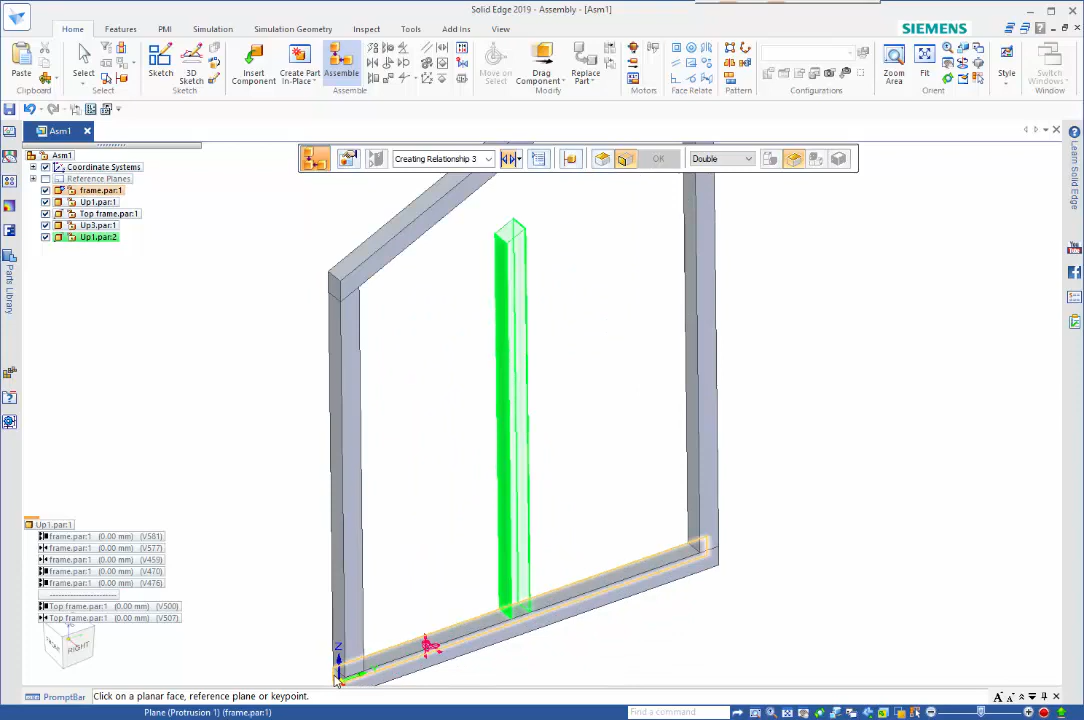 Solid Edge 2019 - Assembly - [Asm1]
Home Features PMI Simulation Simulation Geometry Inspect Tools Add Ins View
SIEMENS
Paste
Clipboard
Select
Select
Sketch
3D Sketch
Sketch
Insert Component
Create Part In-Place
Assemble
Assemble
Move on Select
Drag Component
Replace Part
Modify
Motors
Face Relate
Pattern
Configurations
Zoom Area
Fit
Orient
Style
Switch Windows
Window
Asm1
Creating Relationship 3
OK
Double
Learn Solid Edge
You Tube
Parts Library
Asm1
Coordinate Systems
Reference Planes
frame.par:1
Up1.par:1
Top frame.par:1
Up3.par:1
Up1.par:2
Up1.par:1
frame.par:1 (0.00 mm) (V581)
frame.par:1 (0.00 mm) (V577)
frame.par:1 (0.00 mm) (V459)
frame.par:1 (0.00 mm) (V470)
frame.par:1 (0.00 mm) (V476)
Top frame.par:1 (0.00 mm) (V500)
Top frame.par:1 (0.00 mm) (V507)
RIGHT
Z
PromptBar
Click on a planar face, reference plane or keypoint.
Plane (Protrusion 1) (frame.par:1)
Find a command